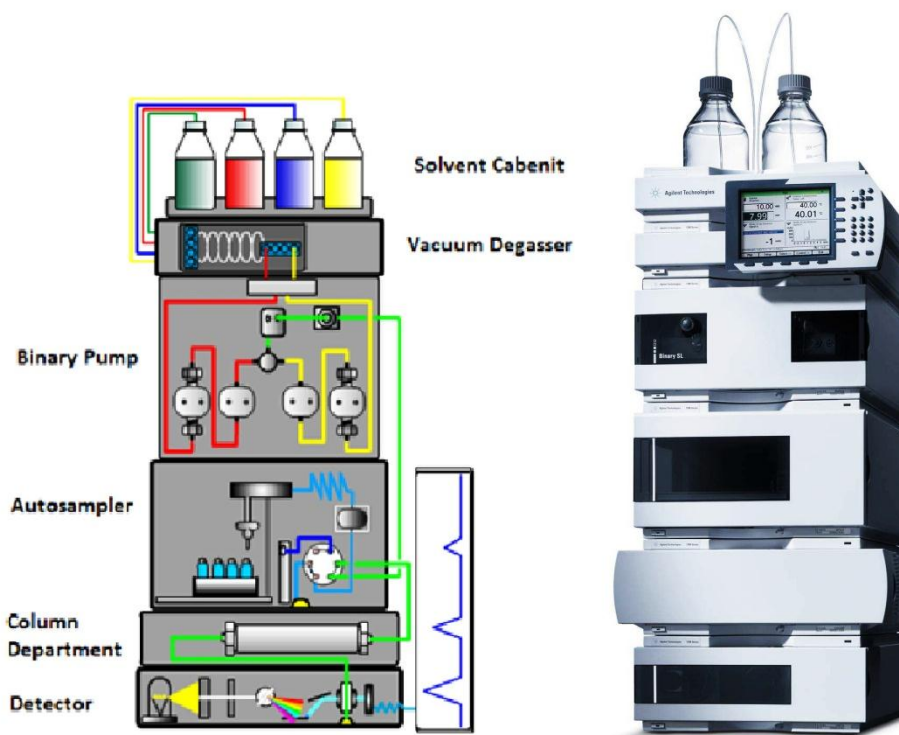 Solvent Cabenit
Vacuum Degasser
Binary Pump
Autosampler
Column
Department
Detector
Agilent Technologies
10.00
40.00
7.99
40.01
-1
Binary SL